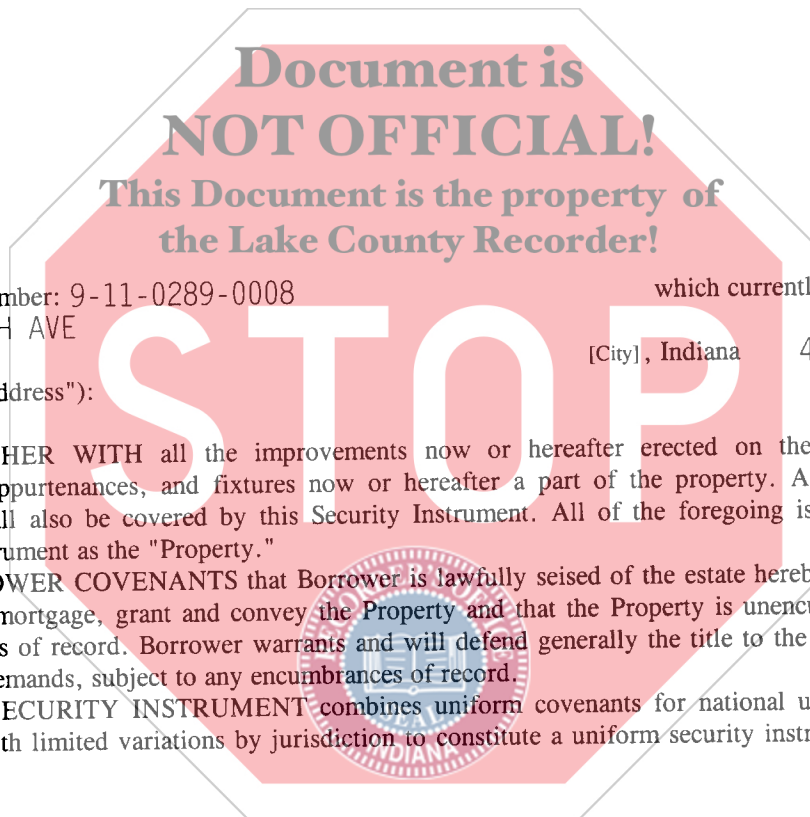 Document is
NOT OFFICIAL!
This Document is the property of
the Lake County Recorder!
mber: 9-11-0289-0008 which currentl
H AVE
[City], Indiana 4
ddress"):
STOP
HER WITH all the improvements now or hereafter erected on the
ppurtenances, and fixtures now or hereafter a part of the property. A
ll also be covered by this Security Instrument. All of the foregoing is
rument as the "Property."
OWER COVENANTS that Borrower is lawfully seised of the estate hereb
mortgage, grant and convey the Property and that the Property is unencu
s of record. Borrower warrants and will defend generally the title to the
emands, subject to any encumbrances of record.
ECURITY INSTRUMENT combines uniform covenants for national u
th limited variations by jurisdiction to constitute a uniform security instr
RECORDER'S OFFICE
SEAL
INDIANA